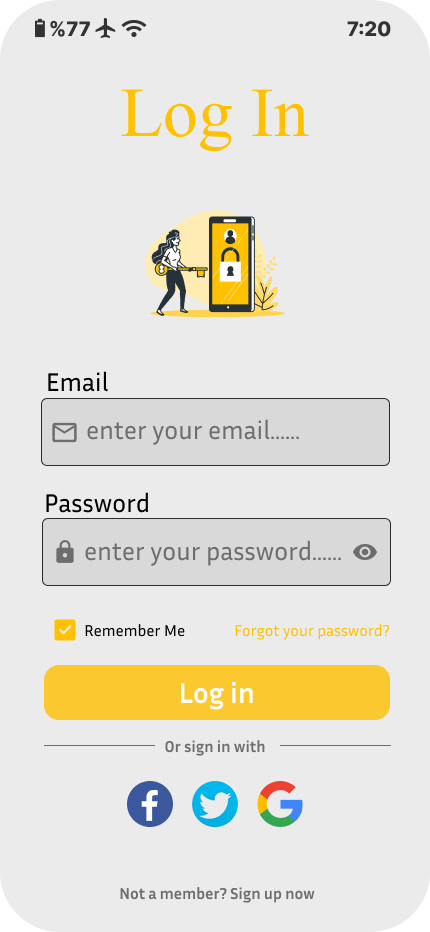 %77 7:20
Log In
Email
enter your email......
Password
enter your password......
Remember Me Forgot your password?
Log in
Or sign in with
Not a member? Sign up now